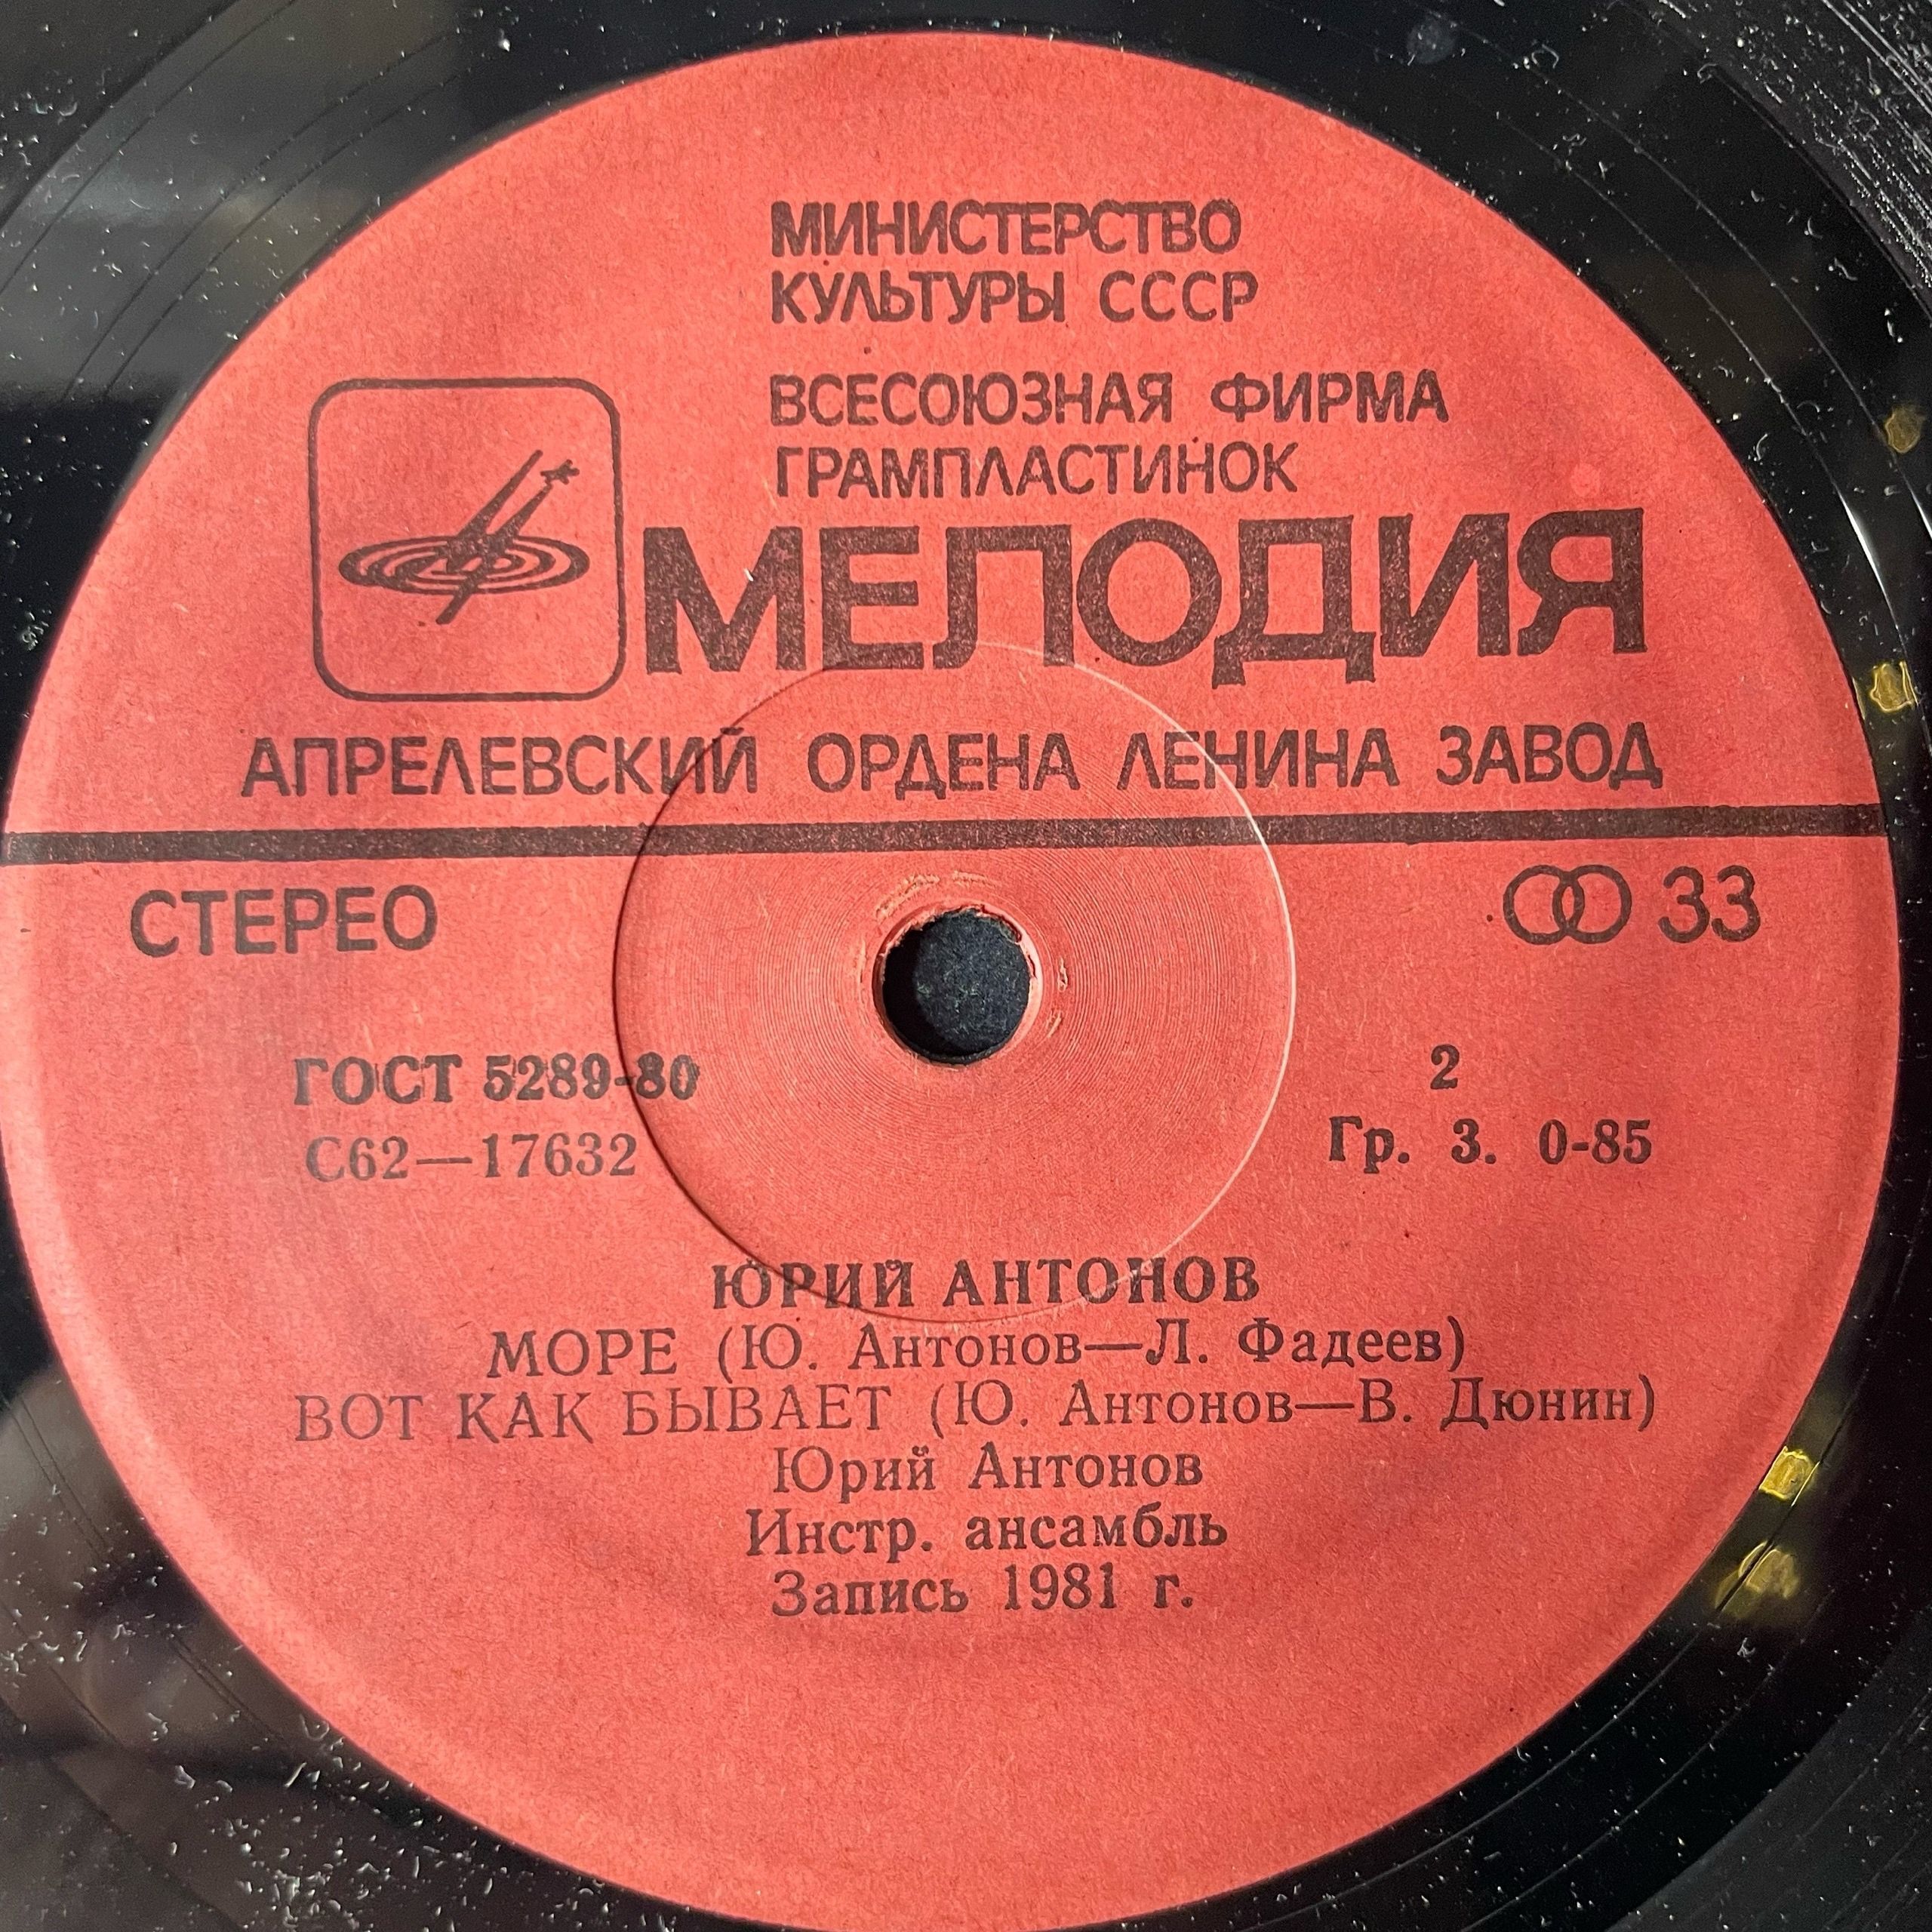 МИНИСТЕРСТВО
КУЛЬТУРЫ СССР
ВСЕСОЮЗНАЯ ФИРМА
ГРАМПЛАСТИНОК
МЕЛОДИЯ
АПРЕЛЕВСКИЙ ОРДЕНА ЛЕНИНА ЗАВОД
СТЕРЕО 33
ГОСТ 5289-80 2
С62—17632 Гр. 3. 0-85
ЮРИЙ АНТОНОВ
МОРЕ (Ю. Антонов—Л. Фадеев)
ВОТ КАК БЫВАЕТ (Ю. Антонов—В. Дюнин)
Юрий Антонов
Инстр. ансамбль
Запись 1981 г.